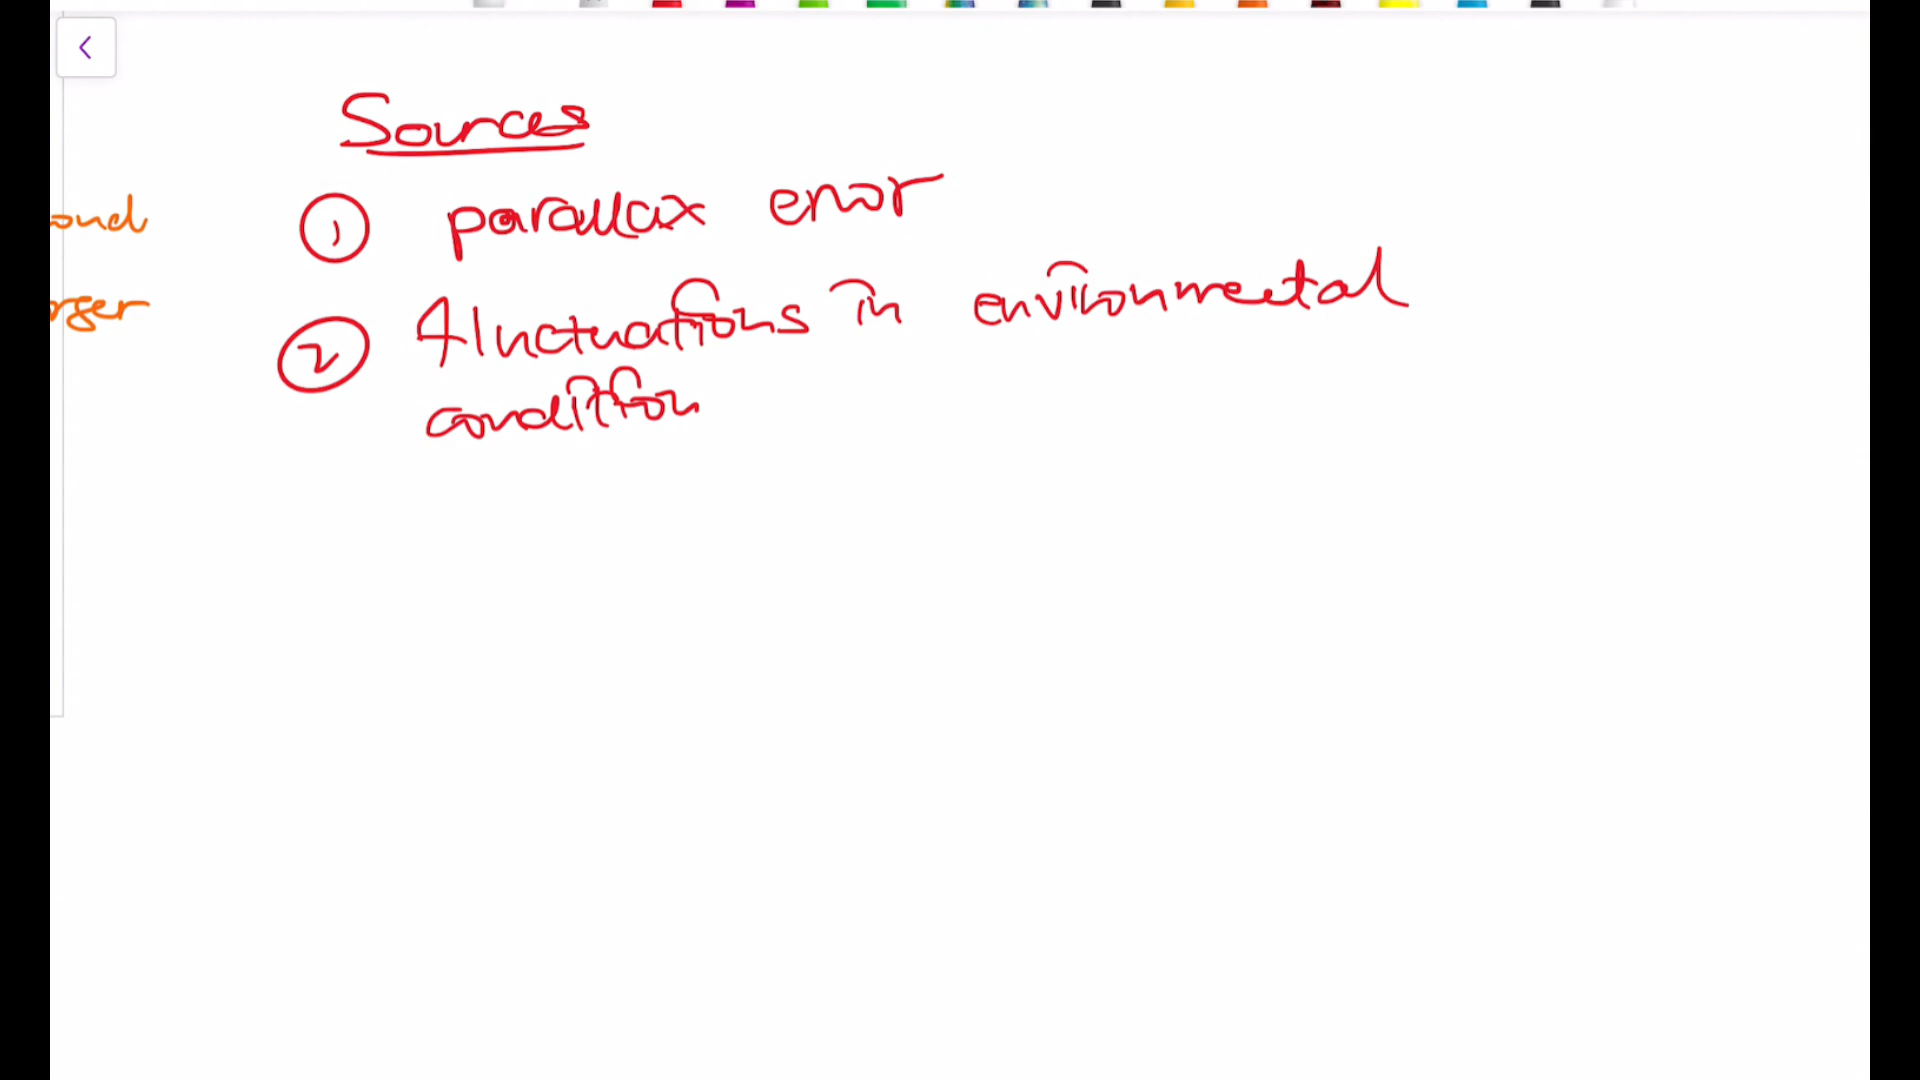 Sources
① parallax error
② fluctuations in environmental
condition
ond
rger